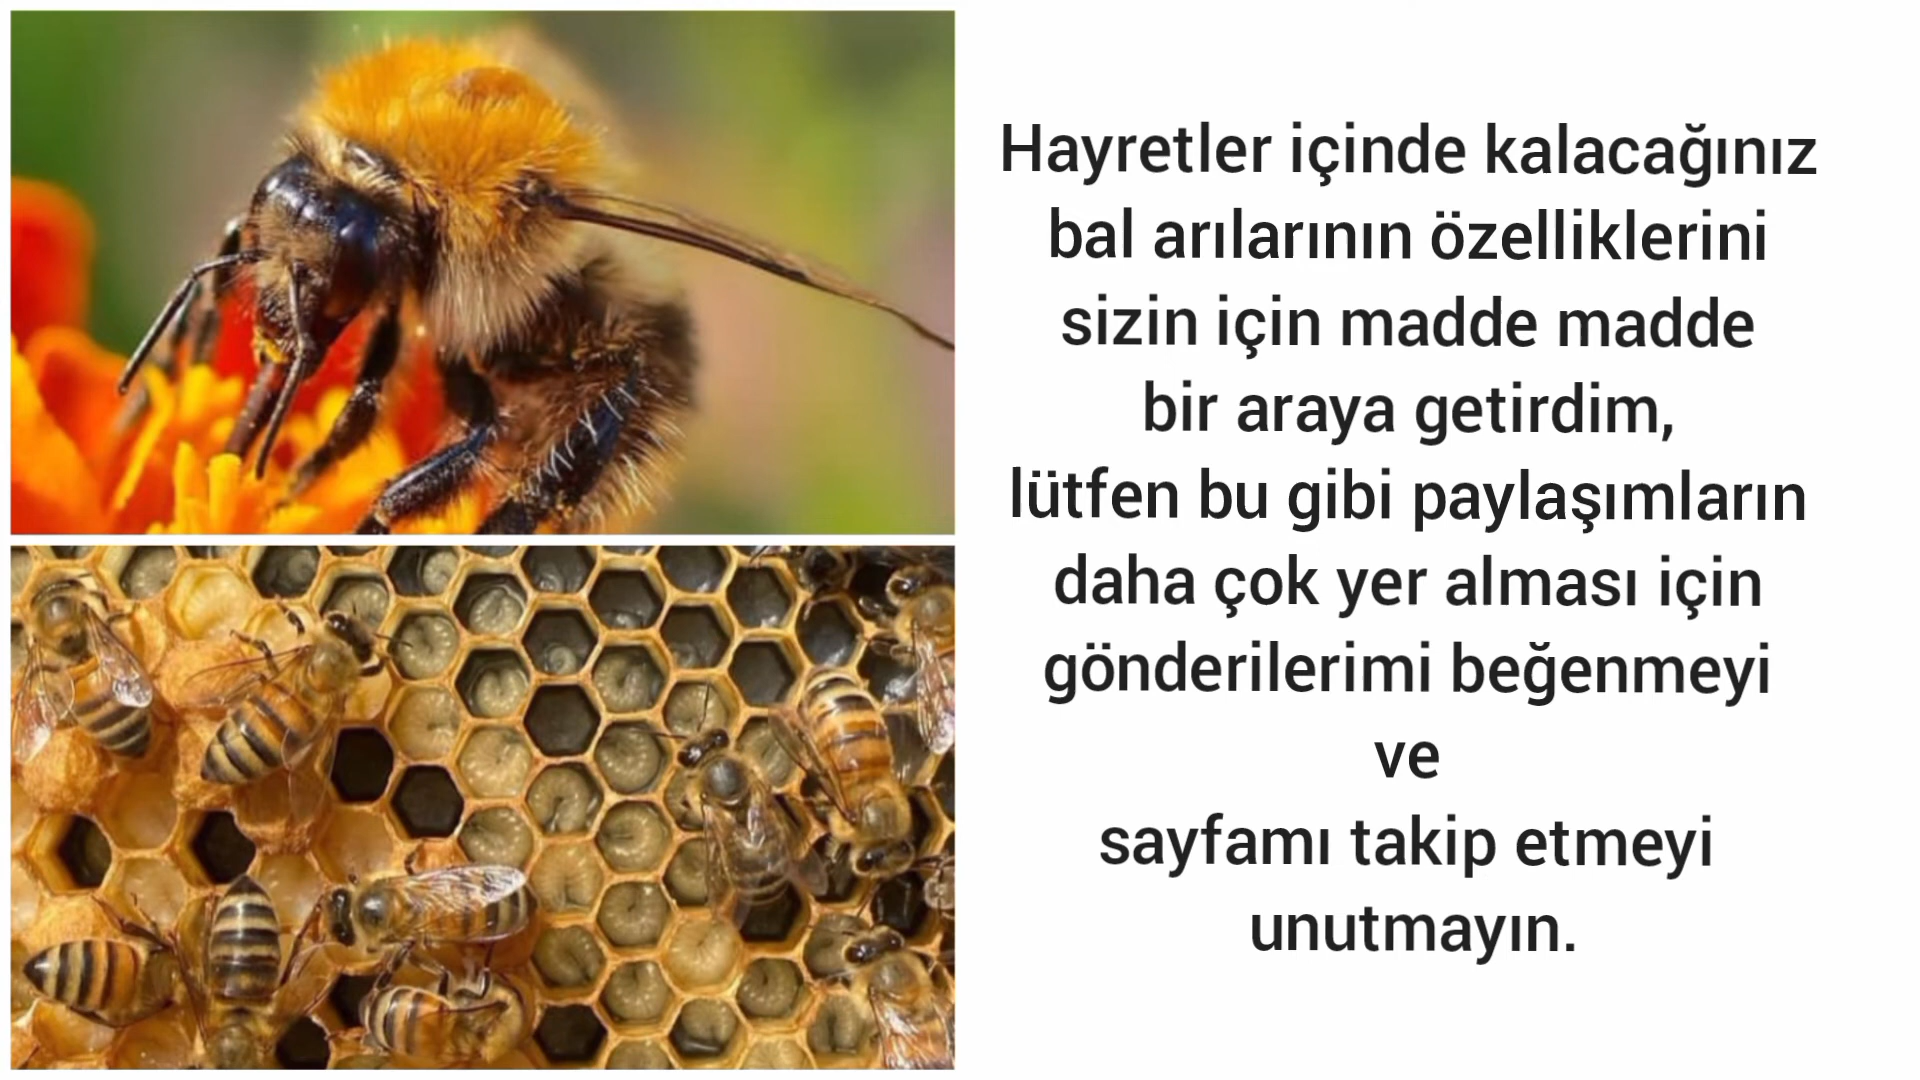 Hayretler içinde kalacağınız
bal arılarının özelliklerini
sizin için madde madde
bir araya getirdim,
lütfen bu gibi paylaşımların
daha çok yer alması için
gönderilerimi beğenmeyi
ve
sayfamı takip etmeyi
unutmayın.